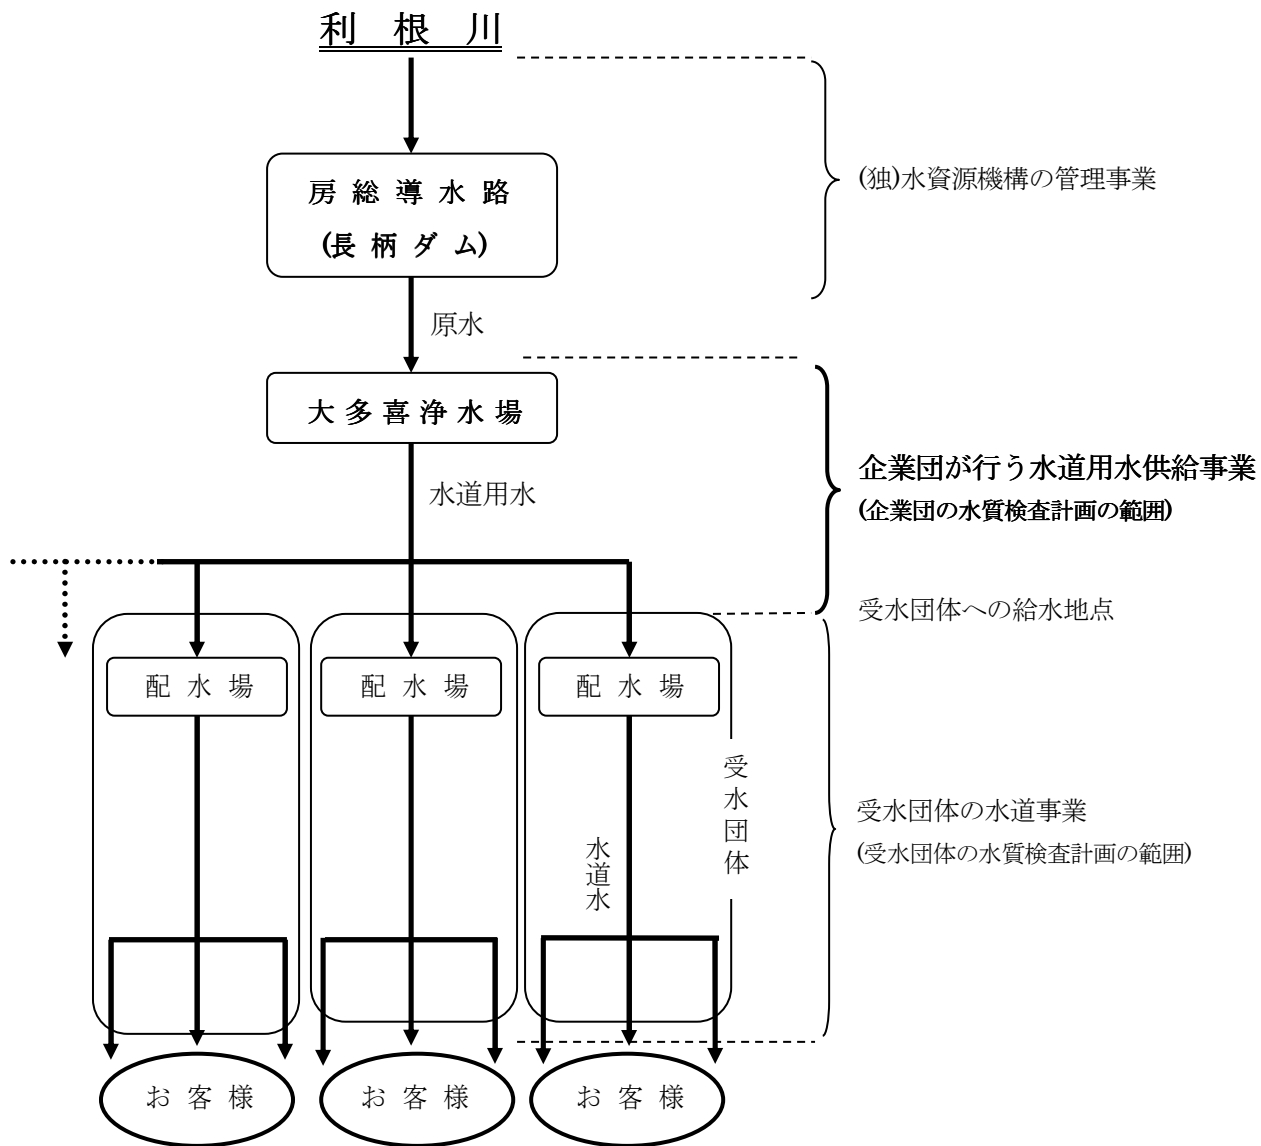 利 根 川
房 総 導 水 路
(長 柄 ダ ム)
(独)水資源機構の管理事業
原水
大 多 喜 浄 水 場
水道用水
企業団が行う水道用水供給事業
(企業団の水質検査計画の範囲)
受水団体への給水地点
配 水 場
配 水 場
配 水 場
受水団体
水道水
受水団体の水道事業
(受水団体の水質検査計画の範囲)
お 客 様
お 客 様
お 客 様